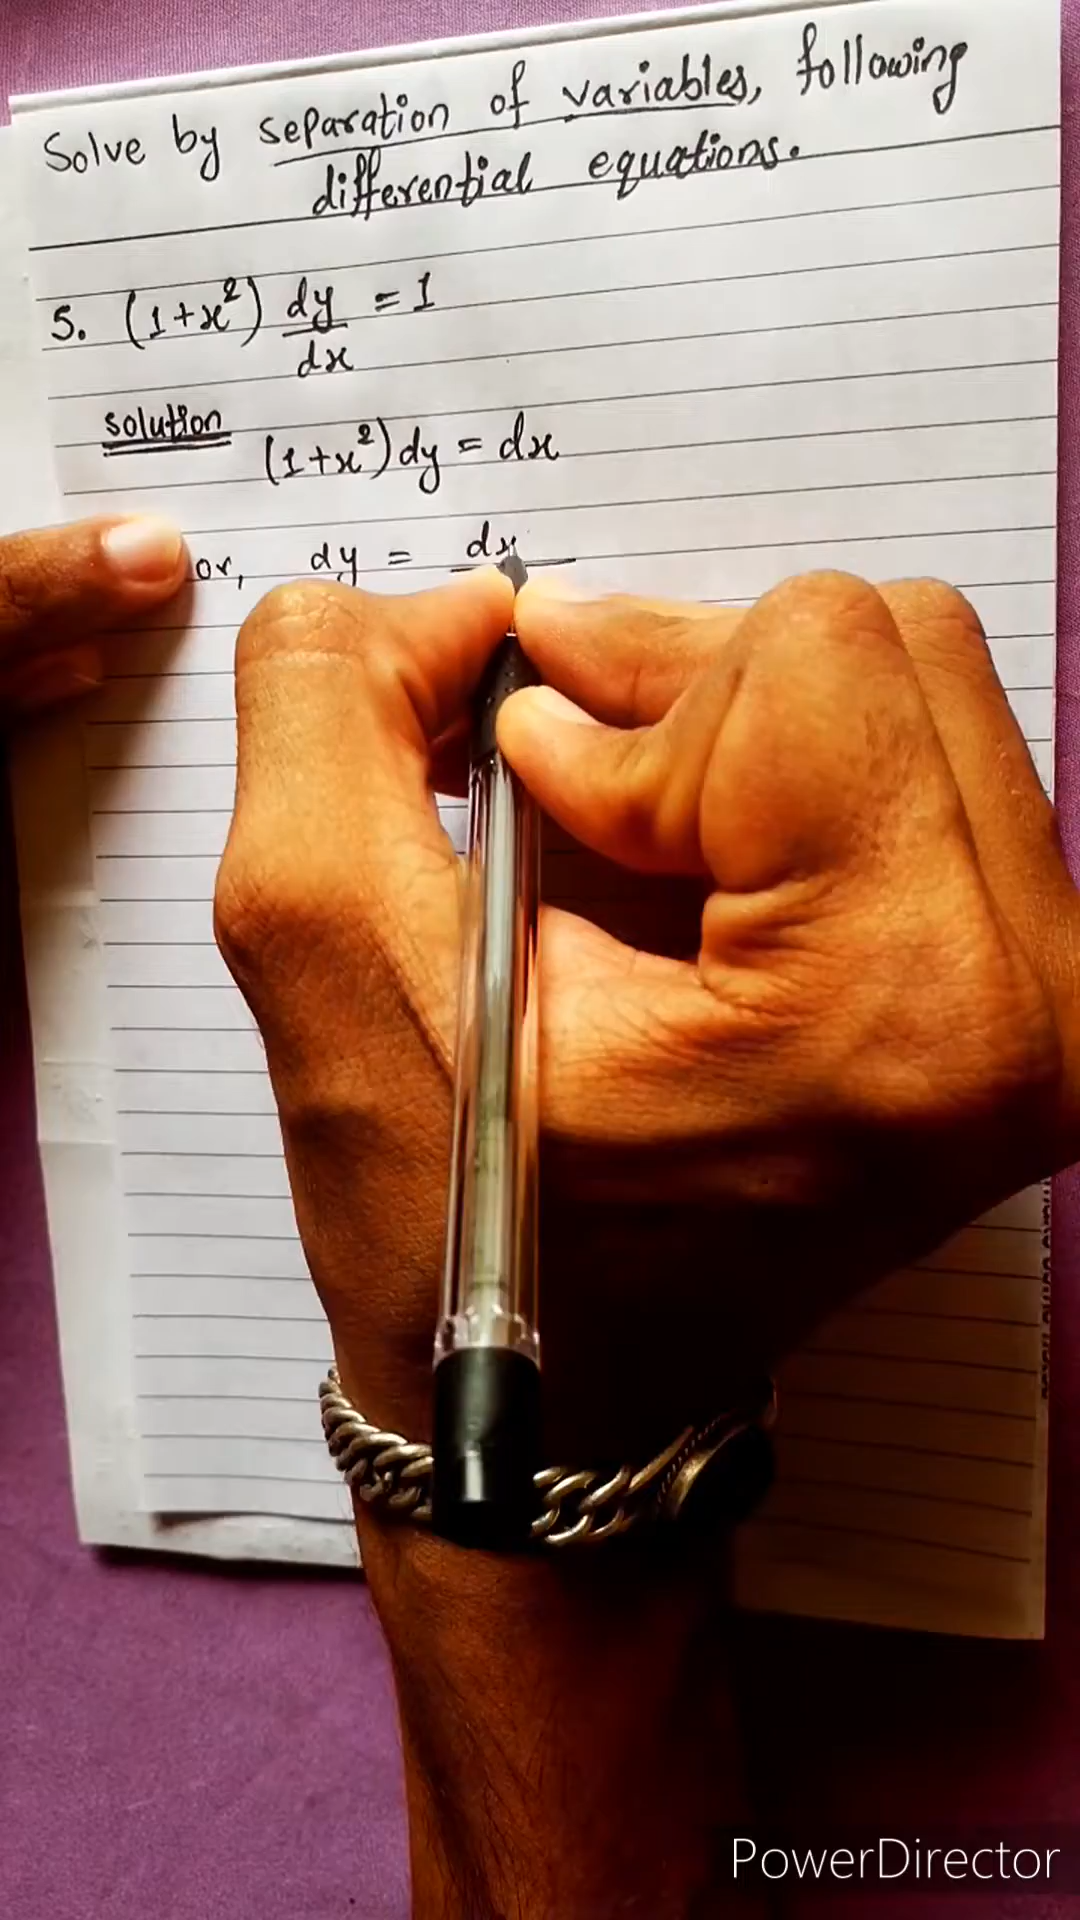 Solve by separation of variables, following
differential equations.
5. (1+x²) dy/dx = 1
solution
(1+x²)dy = dx
or, dy = dx
PowerDirector